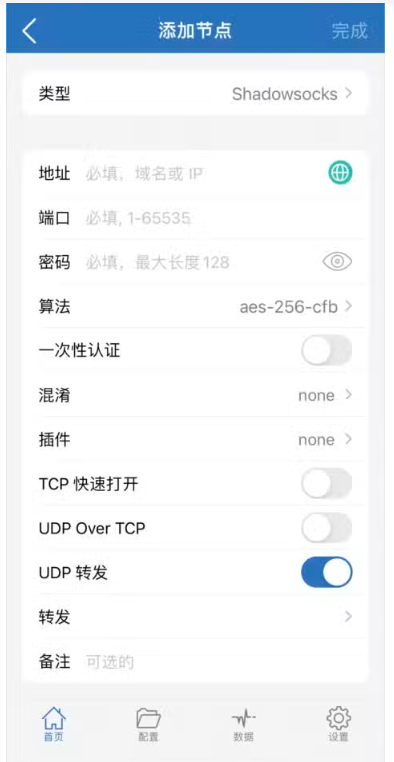 添加节点
完成
类型 Shadowsocks
地址 必填，域名或 IP
端口 必填, 1-65535
密码 必填，最大长度 128
算法 aes-256-cfb
一次性认证
混淆 none
插件 none
TCP 快速打开
UDP Over TCP
UDP 转发
转发
备注 可选的
首页 配置 数据 设置